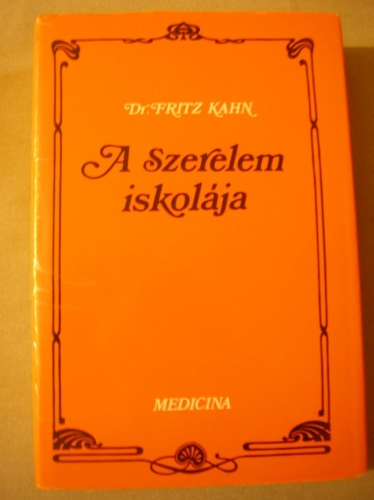 Dr. FRITZ KAHN
A Szerelem
iskolája
MEDICINA